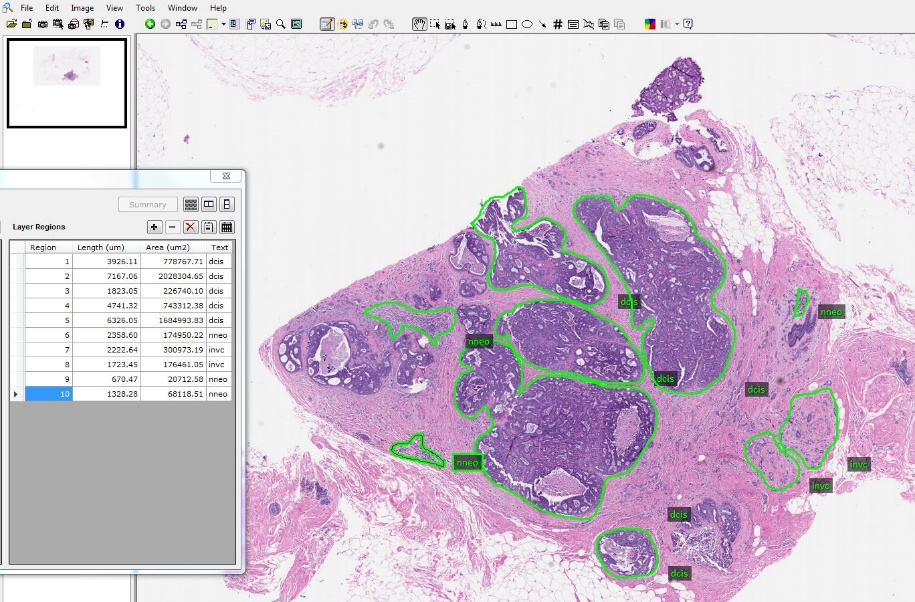 File Edit Image View Tools Window Help
Summary
Layer Regions
Region Length (um) Area (um2) Text
1 3926.11 778767.71 dcis
2 7167.06 2028304.65 dcis
3 1823.05 226740.10 dcis
4 4741.32 743312.38 dcis
5 6326.05 1684993.83 dcis
6 2358.60 174950.22 nneo
7 2222.64 300973.19 invc
8 1723.45 176461.05 invc
9 670.47 20712.58 nneo
10 1328.28 68118.51 nneo
dcis
nneo
nneo
dcis
dcis
nneo
invc
invc
dcis
dcis